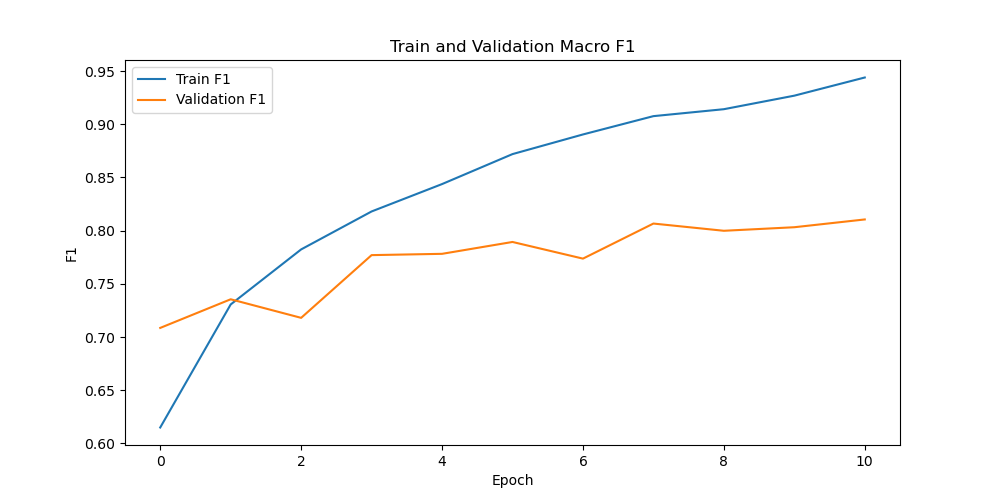 Train and Validation Macro F1
Train F1
Validation F1
0.95
0.90
0.85
0.80
0.75
0.70
0.65
0.60
F1
0 2 4 6 8 10
Epoch